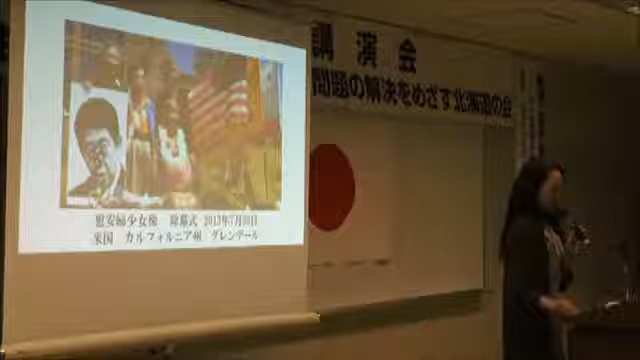 慰安婦少女像 除幕式 2013年7月30日
米国 カルフォルニア州 グレンデール
講演会
問題の解決をめざす北海道の会